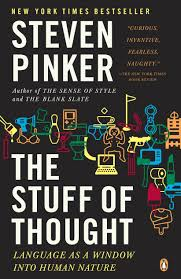 NEW YORK TIMES BESTSELLER
STEVEN
PINKER
"CURIOUS,
INVENTIVE,
FEARLESS,
NAUGHTY."
—THE NEW YORK TIMES
BOOK REVIEW
Author of THE SENSE OF STYLE
and THE BLANK SLATE
THE
STUFF OF
THOUGHT
LANGUAGE AS A WINDOW
INTO HUMAN NATURE